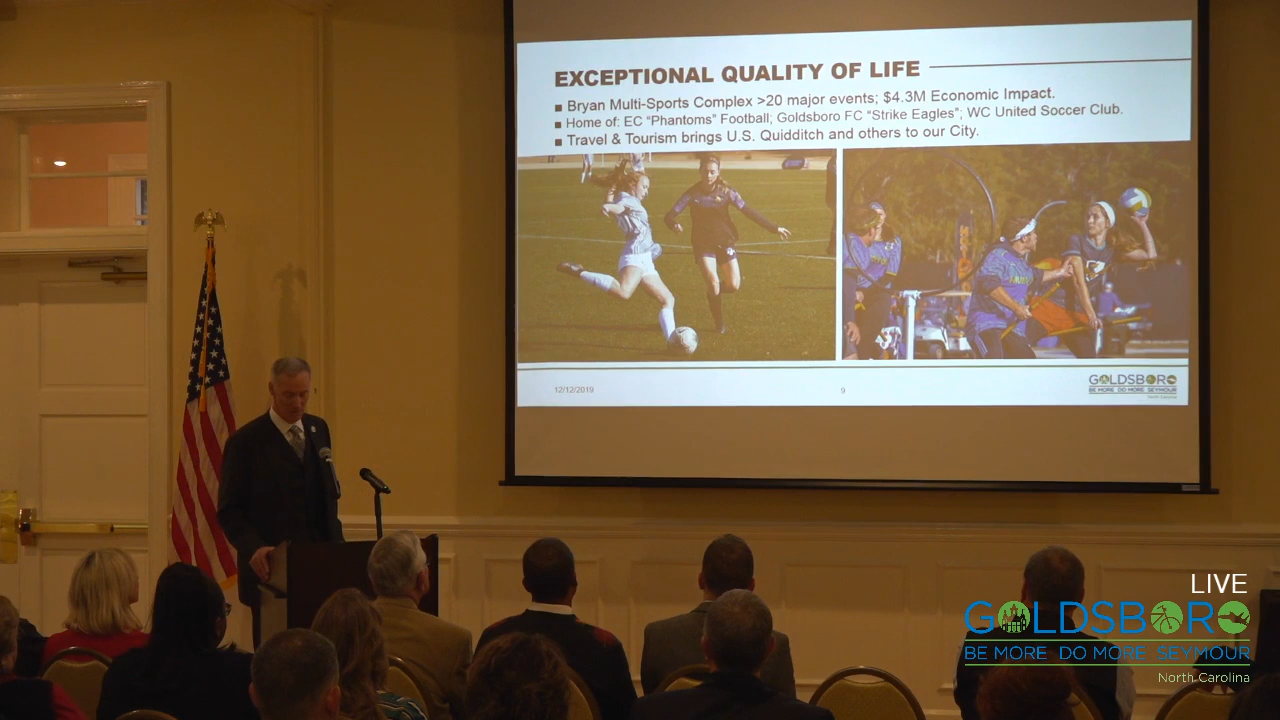 EXCEPTIONAL QUALITY OF LIFE
■ Bryan Multi-Sports Complex >20 major events; $4.3M Economic Impact.
■ Home of: EC “Phantoms” Football; Goldsboro FC “Strike Eagles”; WC United Soccer Club.
■ Travel & Tourism brings U.S. Quidditch and others to our City.
12/12/2019
9
GOLDSBORO
BE MORE DO MORE SEYMOUR
North Carolina
LIVE
GOLDSBORO
BE MORE DO MORE SEYMOUR
North Carolina